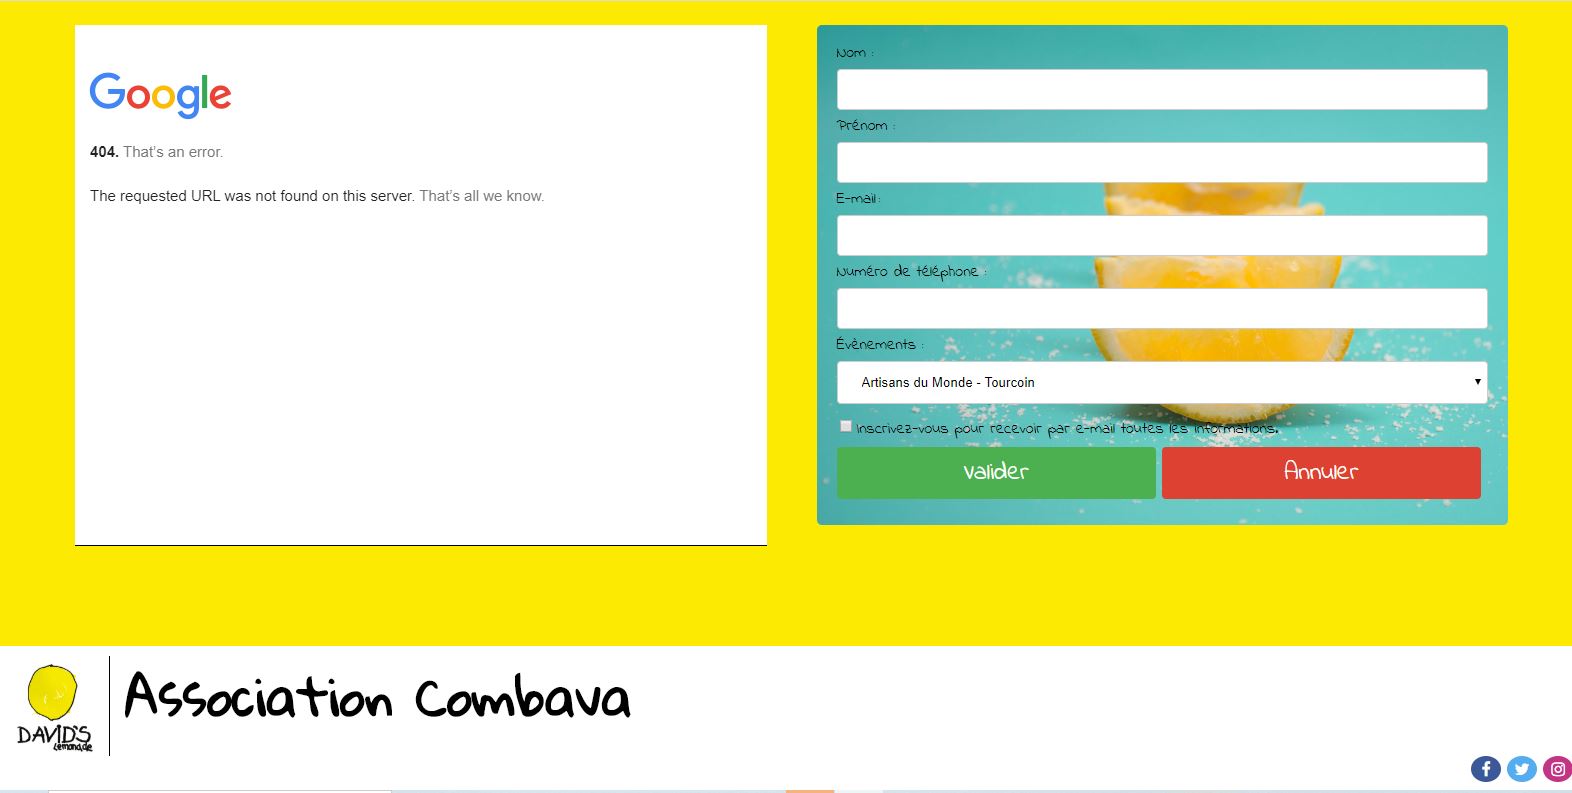 Google
404. That's an error.
The requested URL was not found on this server. That's all we know.
Nom :
Prénom :
E-mail :
Numéro de téléphone :
Évènements :
Artisans du Monde - Tourcoin
Inscrivez-vous pour recevoir par e-mail toutes les informations.
Valider
Annuler
DAVID'S
Lemonade
Association Combava